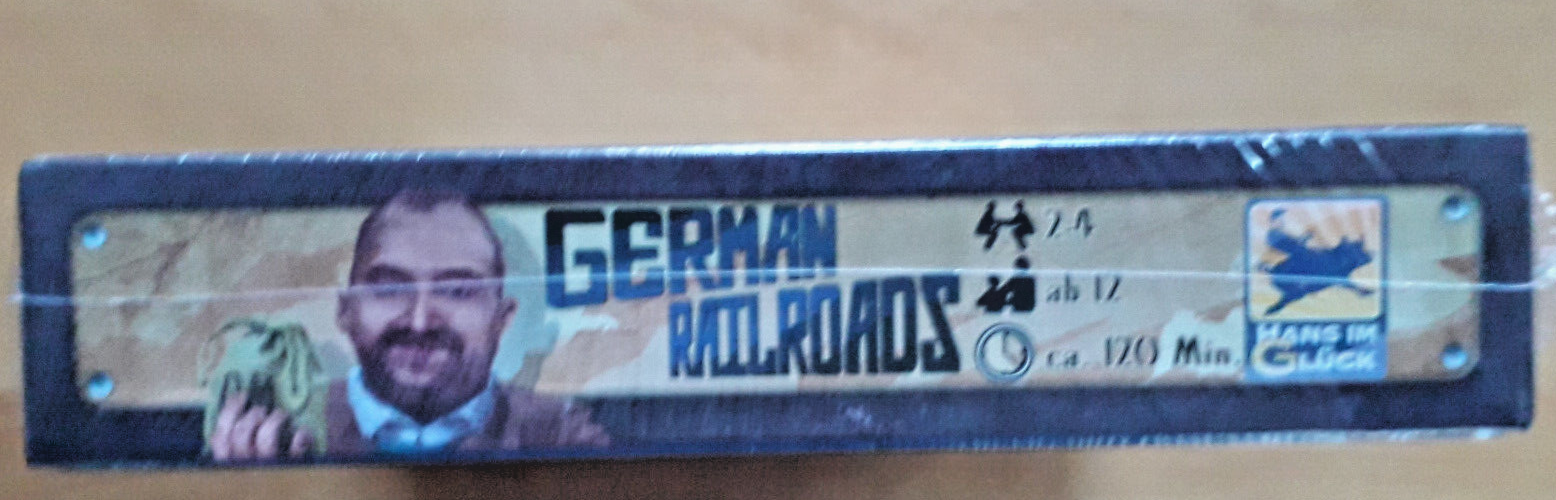 GERMAN
RAILROADS
2-4
ab 12
ca. 120 Min.
HANS IM
GLÜCK